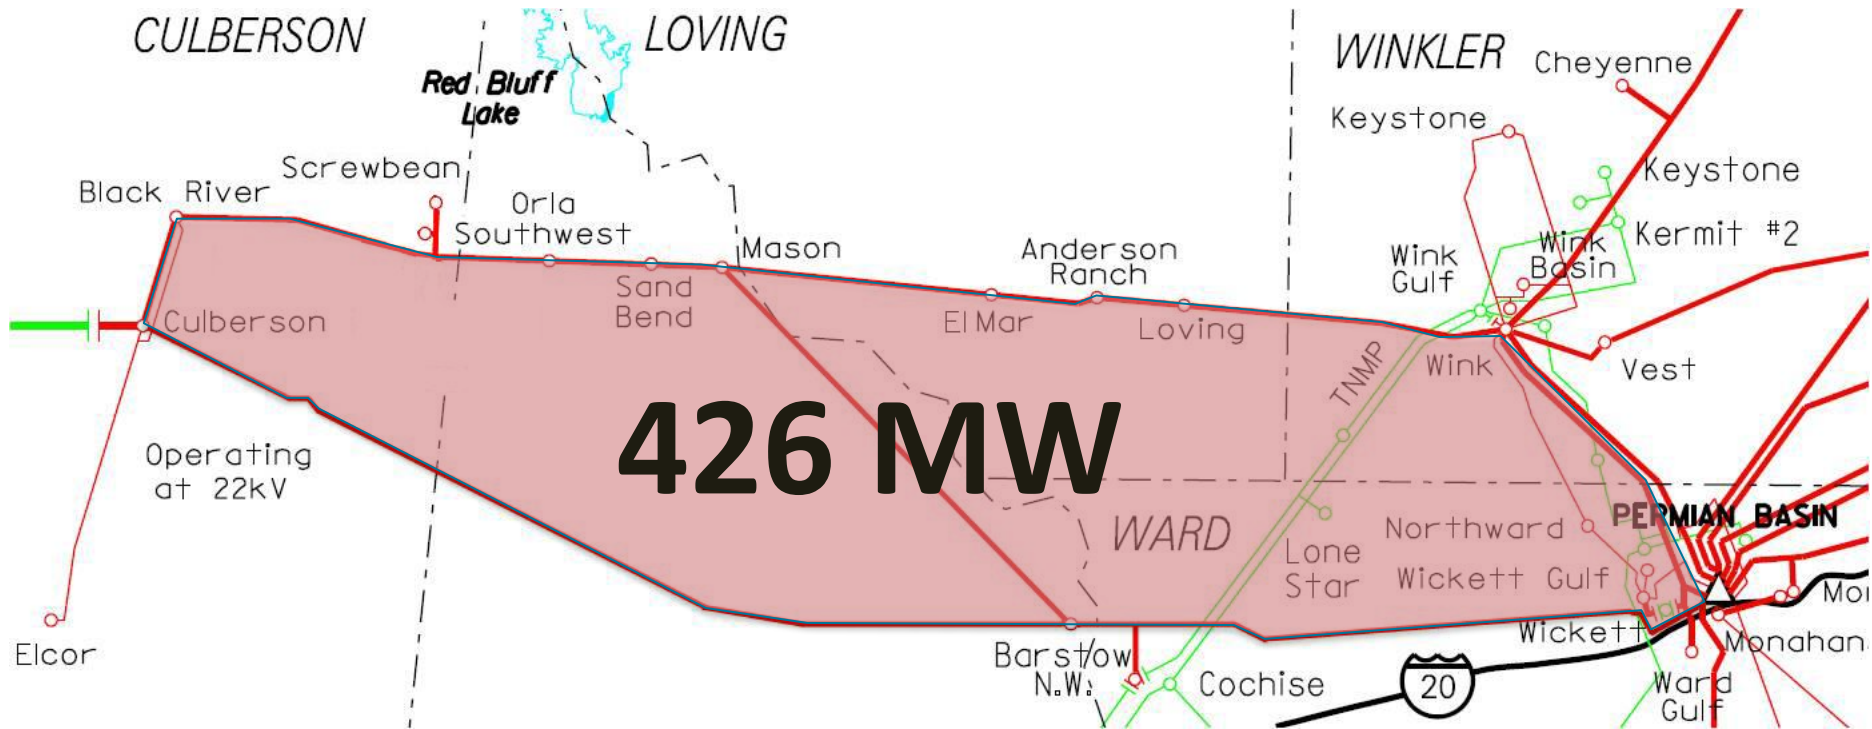 CULBERSON
LOVING
WINKLER
Cheyenne
Red Bluff
Lake
Keystone
Screwbean
Keystone
Black River
Orla
Southwest
Mason
Anderson
Ranch
Wink
Gulf
Wink
Basin
Kermit #2
Sand
Bend
El Mar
Loving
Culberson
TNMP
Wink
Vest
426 MW
Operating
at 22kV
WARD
Northward
PERMIAN BASIN
Lone
Star
Wickett Gulf
Mo
Wickett
Monahan
Elcor
Barstow
N.W.
Cochise
20
Ward
Gulf